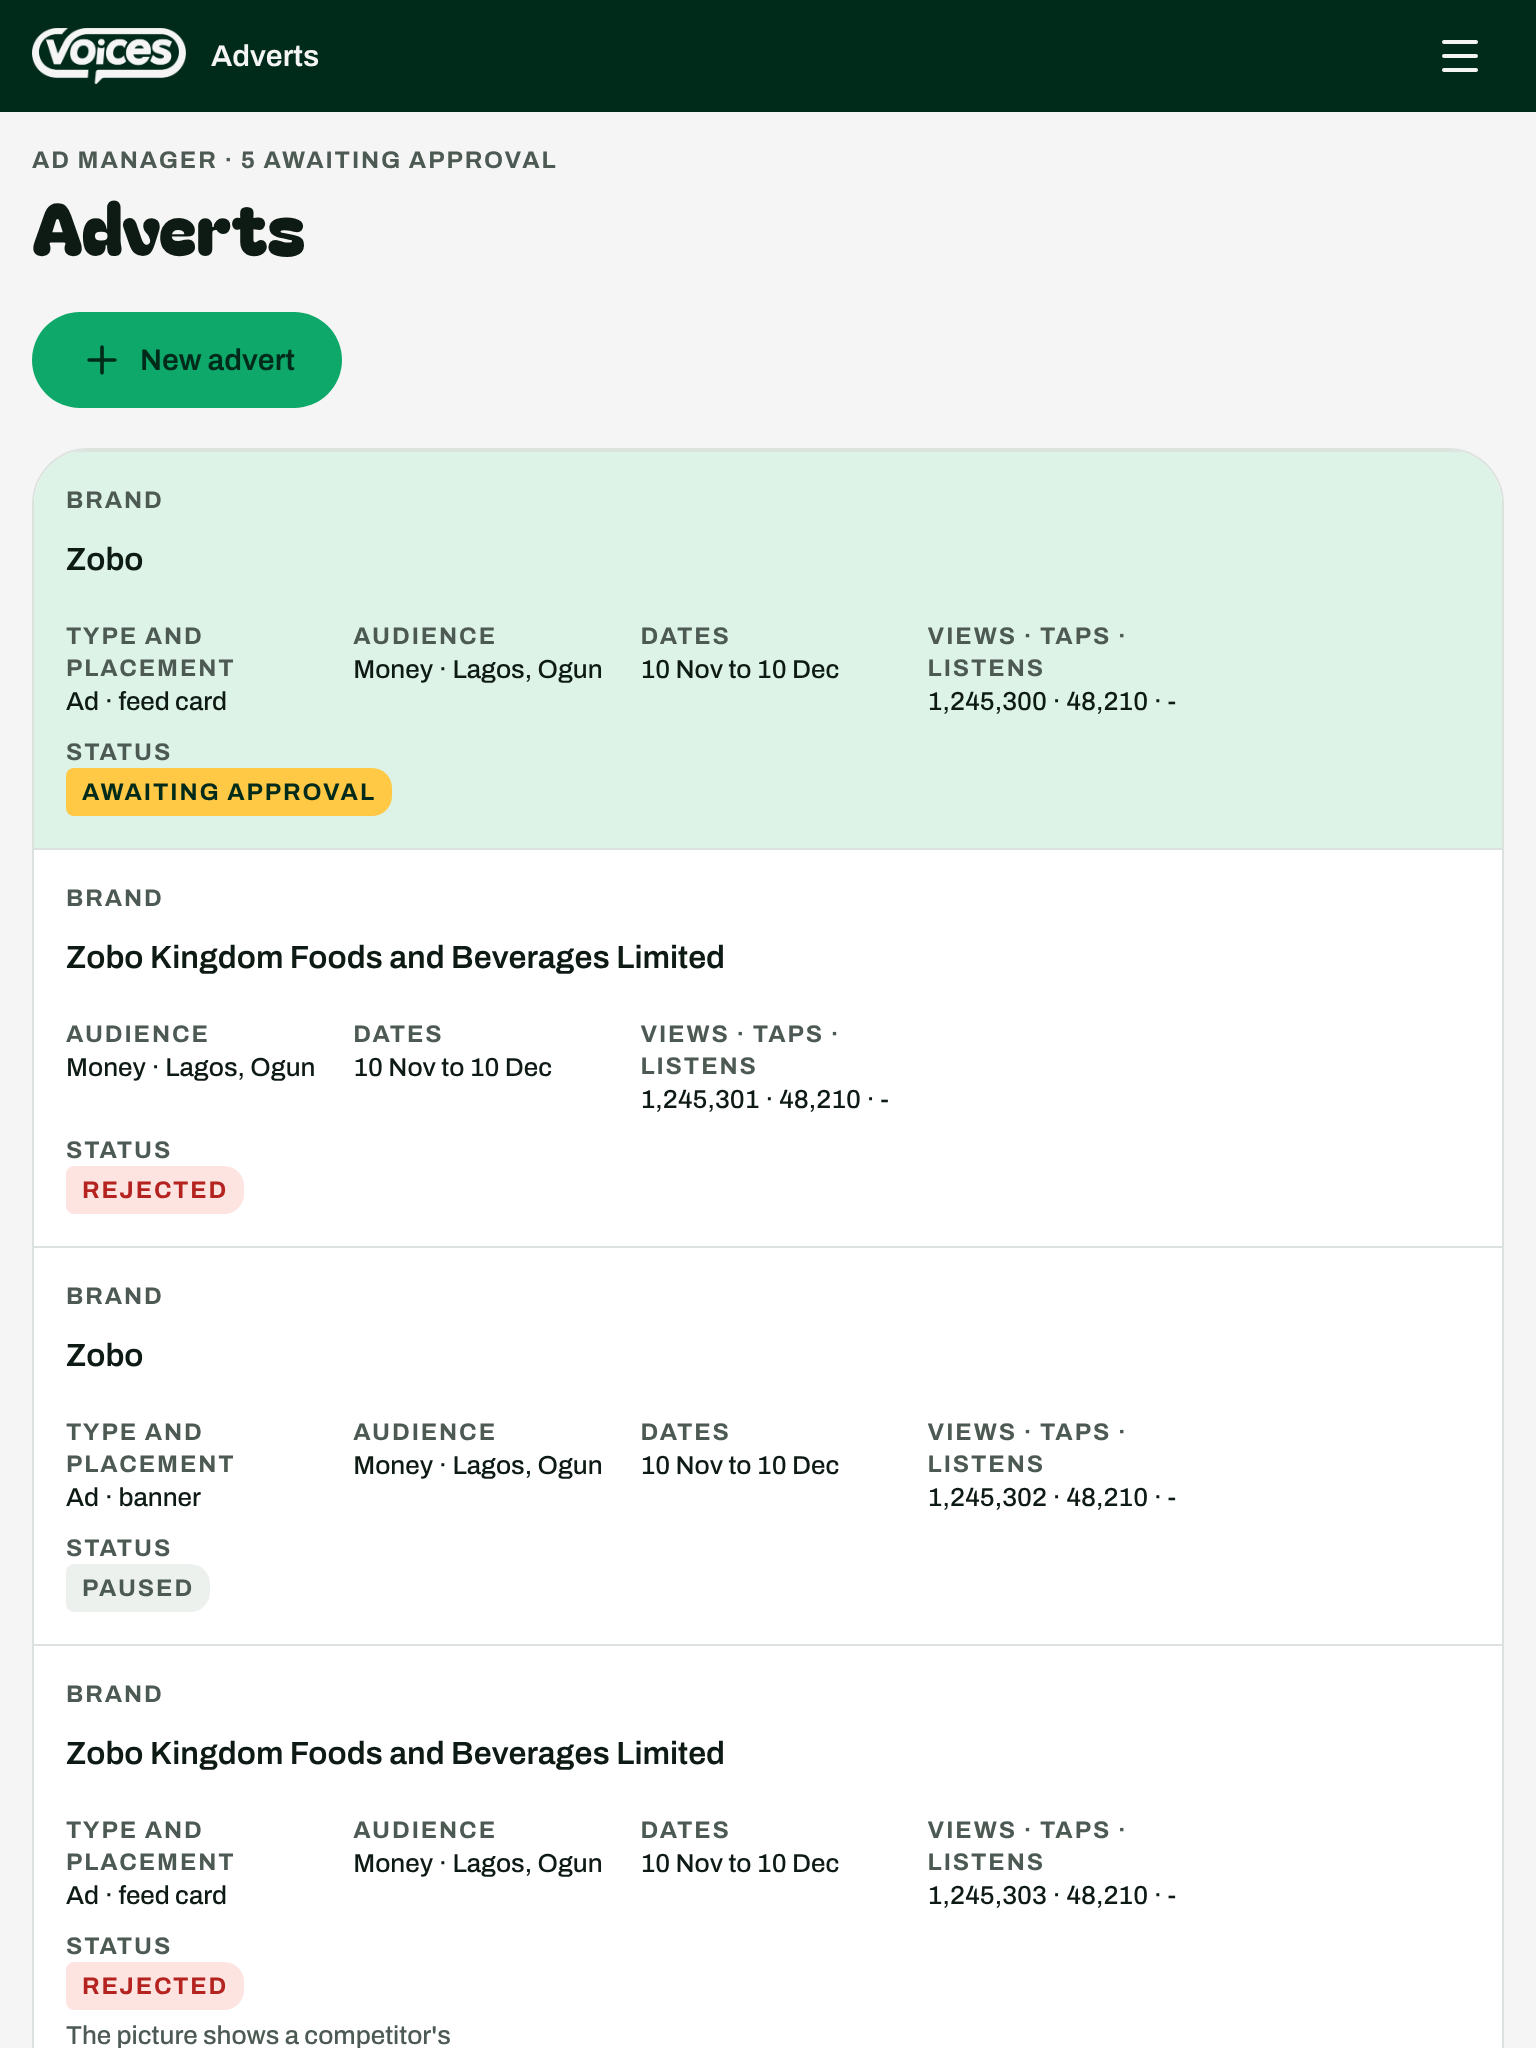 voices
Adverts
AD MANAGER · 5 AWAITING APPROVAL
Adverts
New advert
BRAND
Zobo
TYPE AND
PLACEMENT
Ad · feed card
AUDIENCE
Money · Lagos, Ogun
DATES
10 Nov to 10 Dec
VIEWS · TAPS ·
LISTENS
1,245,300 · 48,210 · -
STATUS
AWAITING APPROVAL
BRAND
Zobo Kingdom Foods and Beverages Limited
AUDIENCE
Money · Lagos, Ogun
DATES
10 Nov to 10 Dec
VIEWS · TAPS ·
LISTENS
1,245,301 · 48,210 · -
STATUS
REJECTED
BRAND
Zobo
TYPE AND
PLACEMENT
Ad · banner
AUDIENCE
Money · Lagos, Ogun
DATES
10 Nov to 10 Dec
VIEWS · TAPS ·
LISTENS
1,245,302 · 48,210 · -
STATUS
PAUSED
BRAND
Zobo Kingdom Foods and Beverages Limited
TYPE AND
PLACEMENT
Ad · feed card
AUDIENCE
Money · Lagos, Ogun
DATES
10 Nov to 10 Dec
VIEWS · TAPS ·
LISTENS
1,245,303 · 48,210 · -
STATUS
REJECTED
The picture shows a competitor's